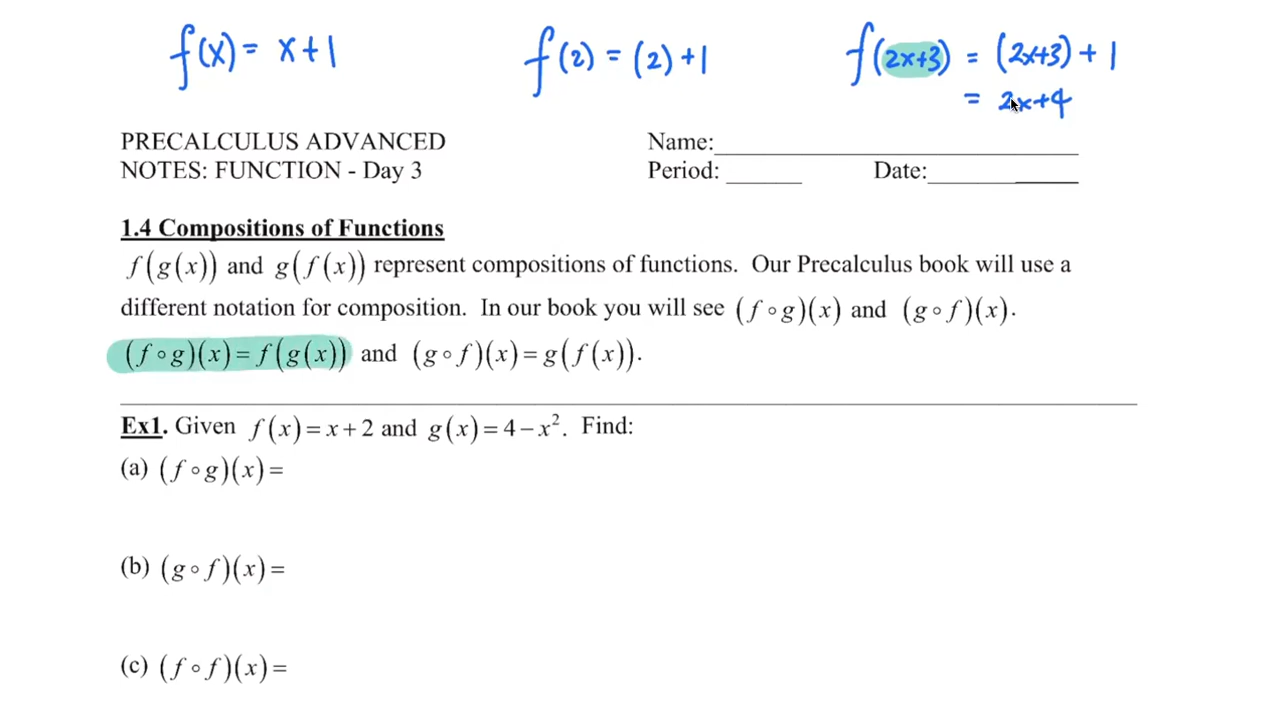 f(x) = x+1    f(2) = (2)+1    f(2x+3) = (2x+3)+1
= 2x+4
PRECALCULUS ADVANCED    Name:
NOTES: FUNCTION - Day 3    Period:    Date:
1.4 Compositions of Functions
f(g(x)) and g(f(x)) represent compositions of functions. Our Precalculus book will use a
different notation for composition. In our book you will see (f∘g)(x) and (g∘f)(x).
(f∘g)(x)=f(g(x)) and (g∘f)(x)=g(f(x)).
Ex1. Given f(x)=x+2 and g(x)=4−x². Find:
(a) (f∘g)(x)=
(b) (g∘f)(x)=
(c) (f∘f)(x)=